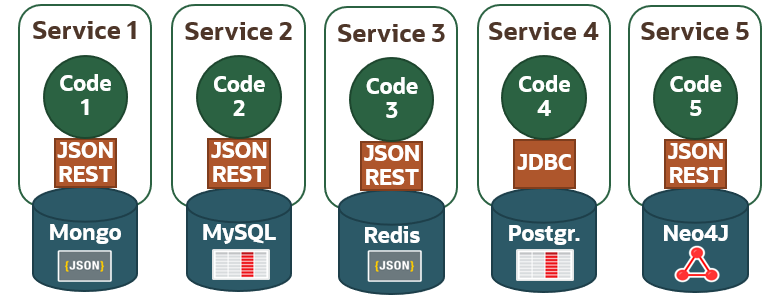 Service 1
Code
1
JSON
REST
Mongo
{JSON}
Service 2
Code
2
JSON
REST
MySQL
Service 3
Code
3
JSON
REST
Redis
{JSON}
Service 4
Code
4
JDBC
Postgr.
Service 5
Code
5
JSON
REST
Neo4J